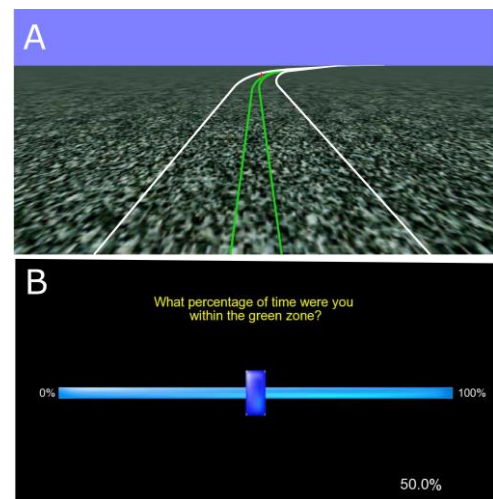 A
B
What percentage of time were you
within the green zone?
0%
100%
50.0%